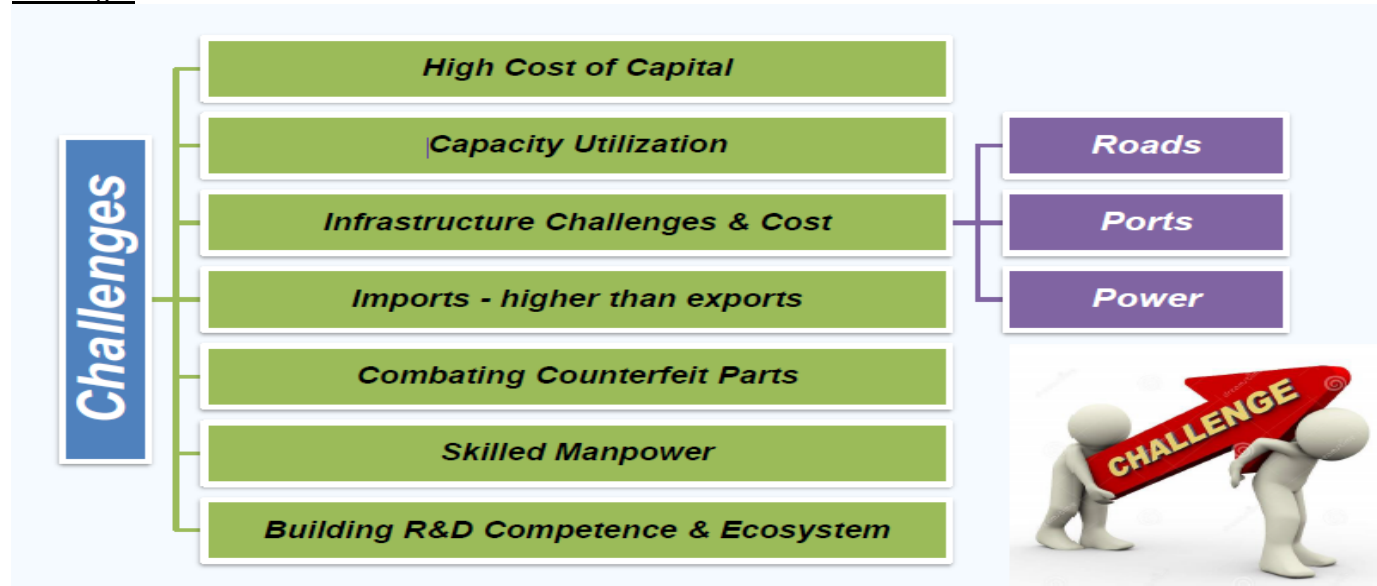 Challenges
High Cost of Capital
Capacity Utilization
Infrastructure Challenges & Cost
Imports - higher than exports
Combating Counterfeit Parts
Skilled Manpower
Building R&D Competence & Ecosystem
Roads
Ports
Power
CHALLENGE